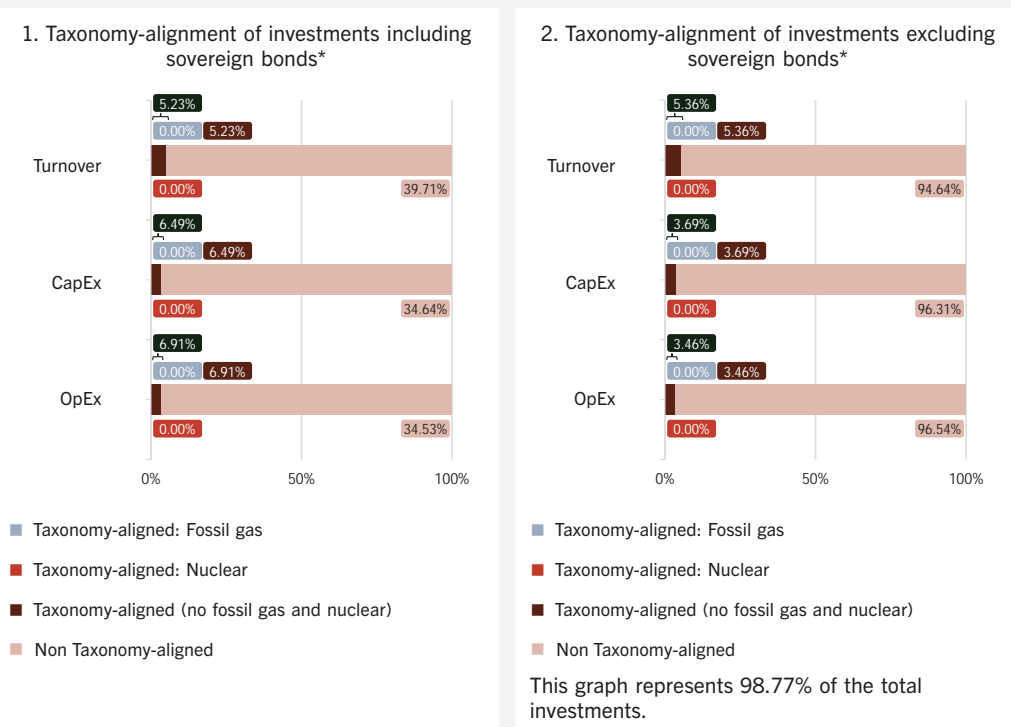 1. Taxonomy-alignment of investments including
sovereign bonds*
5.23%
0.00% 5.23%
Turnover
0.00% 39.71%
6.49%
0.00% 6.49%
CapEx
0.00% 34.64%
6.91%
0.00% 6.91%
OpEx
0.00% 34.53%
0% 50% 100%
Taxonomy-aligned: Fossil gas
Taxonomy-aligned: Nuclear
Taxonomy-aligned (no fossil gas and nuclear)
Non Taxonomy-aligned
2. Taxonomy-alignment of investments excluding
sovereign bonds*
5.36%
0.00% 5.36%
Turnover
0.00% 94.64%
3.69%
0.00% 3.69%
CapEx
0.00% 96.31%
3.46%
0.00% 3.46%
OpEx
0.00% 96.54%
0% 50% 100%
Taxonomy-aligned: Fossil gas
Taxonomy-aligned: Nuclear
Taxonomy-aligned (no fossil gas and nuclear)
Non Taxonomy-aligned
This graph represents 98.77% of the total
investments.